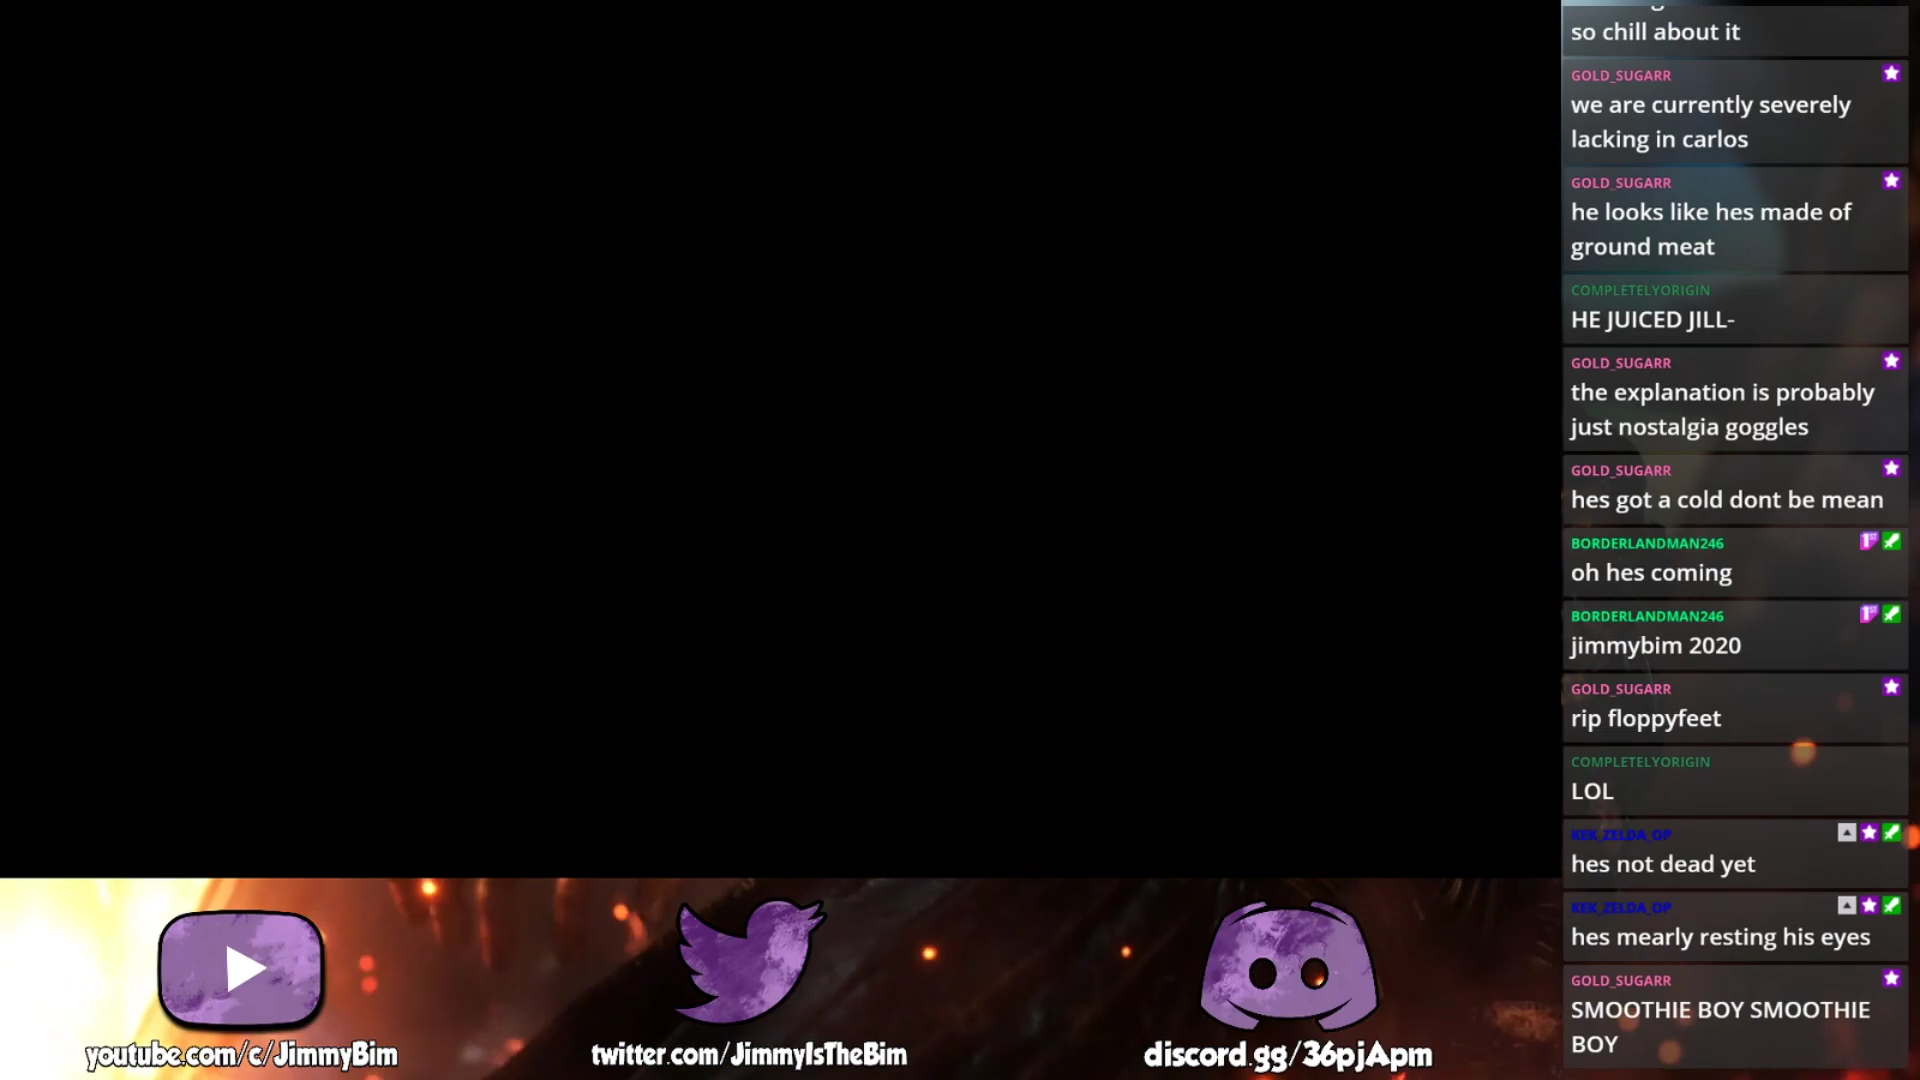 so chill about it
GOLD_SUGARR
we are currently severely
lacking in carlos
GOLD_SUGARR
he looks like hes made of
ground meat
COMPLETELYORIGIN
HE JUICED JILL-
GOLD_SUGARR
the explanation is probably
just nostalgia goggles
GOLD_SUGARR
hes got a cold dont be mean
BORDERLANDMAN246
oh hes coming
BORDERLANDMAN246
jimmybim 2020
GOLD_SUGARR
rip floppyfeet
COMPLETELYORIGIN
LOL
KEK_ZELDA_OP
hes not dead yet
KEK_ZELDA_OP
hes mearly resting his eyes
GOLD_SUGARR
SMOOTHIE BOY SMOOTHIE
BOY
youtube.com/c/JimmyBim
twitter.com/JimmyIsTheBim
discord.gg/36pjApm